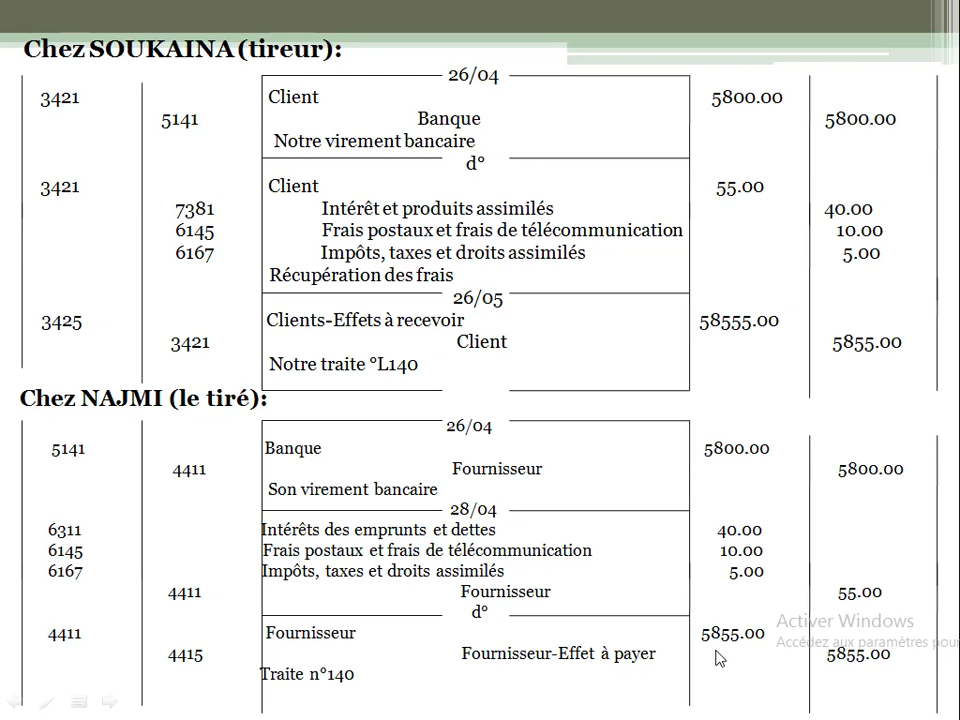 Chez SOUKAINA (tireur):
26/04
3421 Client 5800.00
5141 Banque 5800.00
Notre virement bancaire
d°
3421 Client 55.00
7381 Intérêt et produits assimilés 40.00
6145 Frais postaux et frais de télécommunication 10.00
6167 Impôts, taxes et droits assimilés 5.00
Récupération des frais
26/05
3425 Clients-Effets à recevoir 58555.00
3421 Client 5855.00
Notre traite °L140
Chez NAJMI (le tiré):
26/04
5141 Banque 5800.00
4411 Fournisseur 5800.00
Son virement bancaire
28/04
6311 Intérêts des emprunts et dettes 40.00
6145 Frais postaux et frais de télécommunication 10.00
6167 Impôts, taxes et droits assimilés 5.00
4411 Fournisseur 55.00
d°
4411 Fournisseur 5855.00
4415 Fournisseur-Effet à payer 5855.00
Traite n°140
Activer Windows
Accédez aux paramètres pour